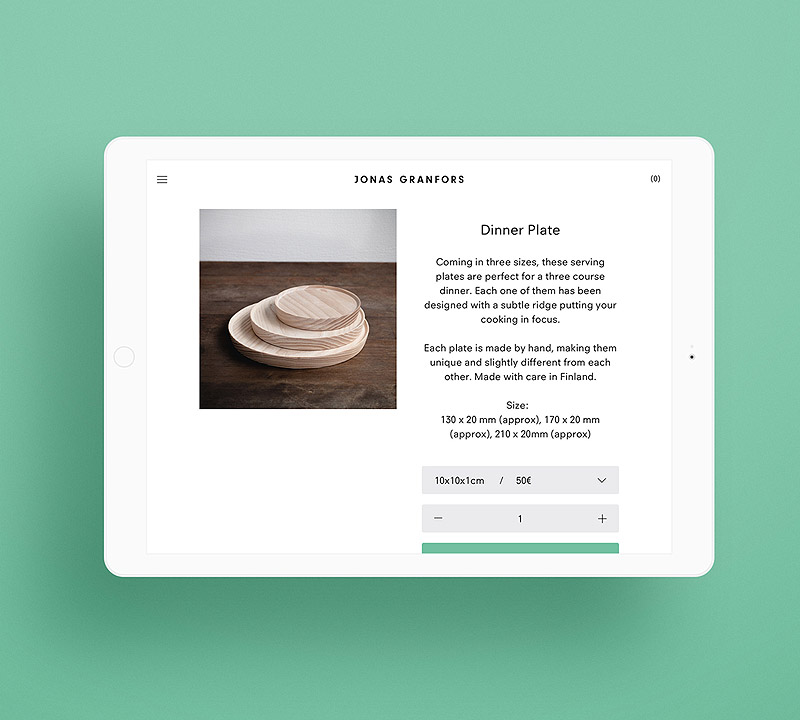 JONAS GRANFORS
(0)
Dinner Plate
Coming in three sizes, these serving
plates are perfect for a three course
dinner. Each one of them has been
designed with a subtle ridge putting your
cooking in focus.
Each plate is made by hand, making them
unique and slightly different from each
other. Made with care in Finland.
Size:
130 x 20 mm (approx), 170 x 20 mm
(approx), 210 x 20mm (approx)
10x10x1cm / 50€
1